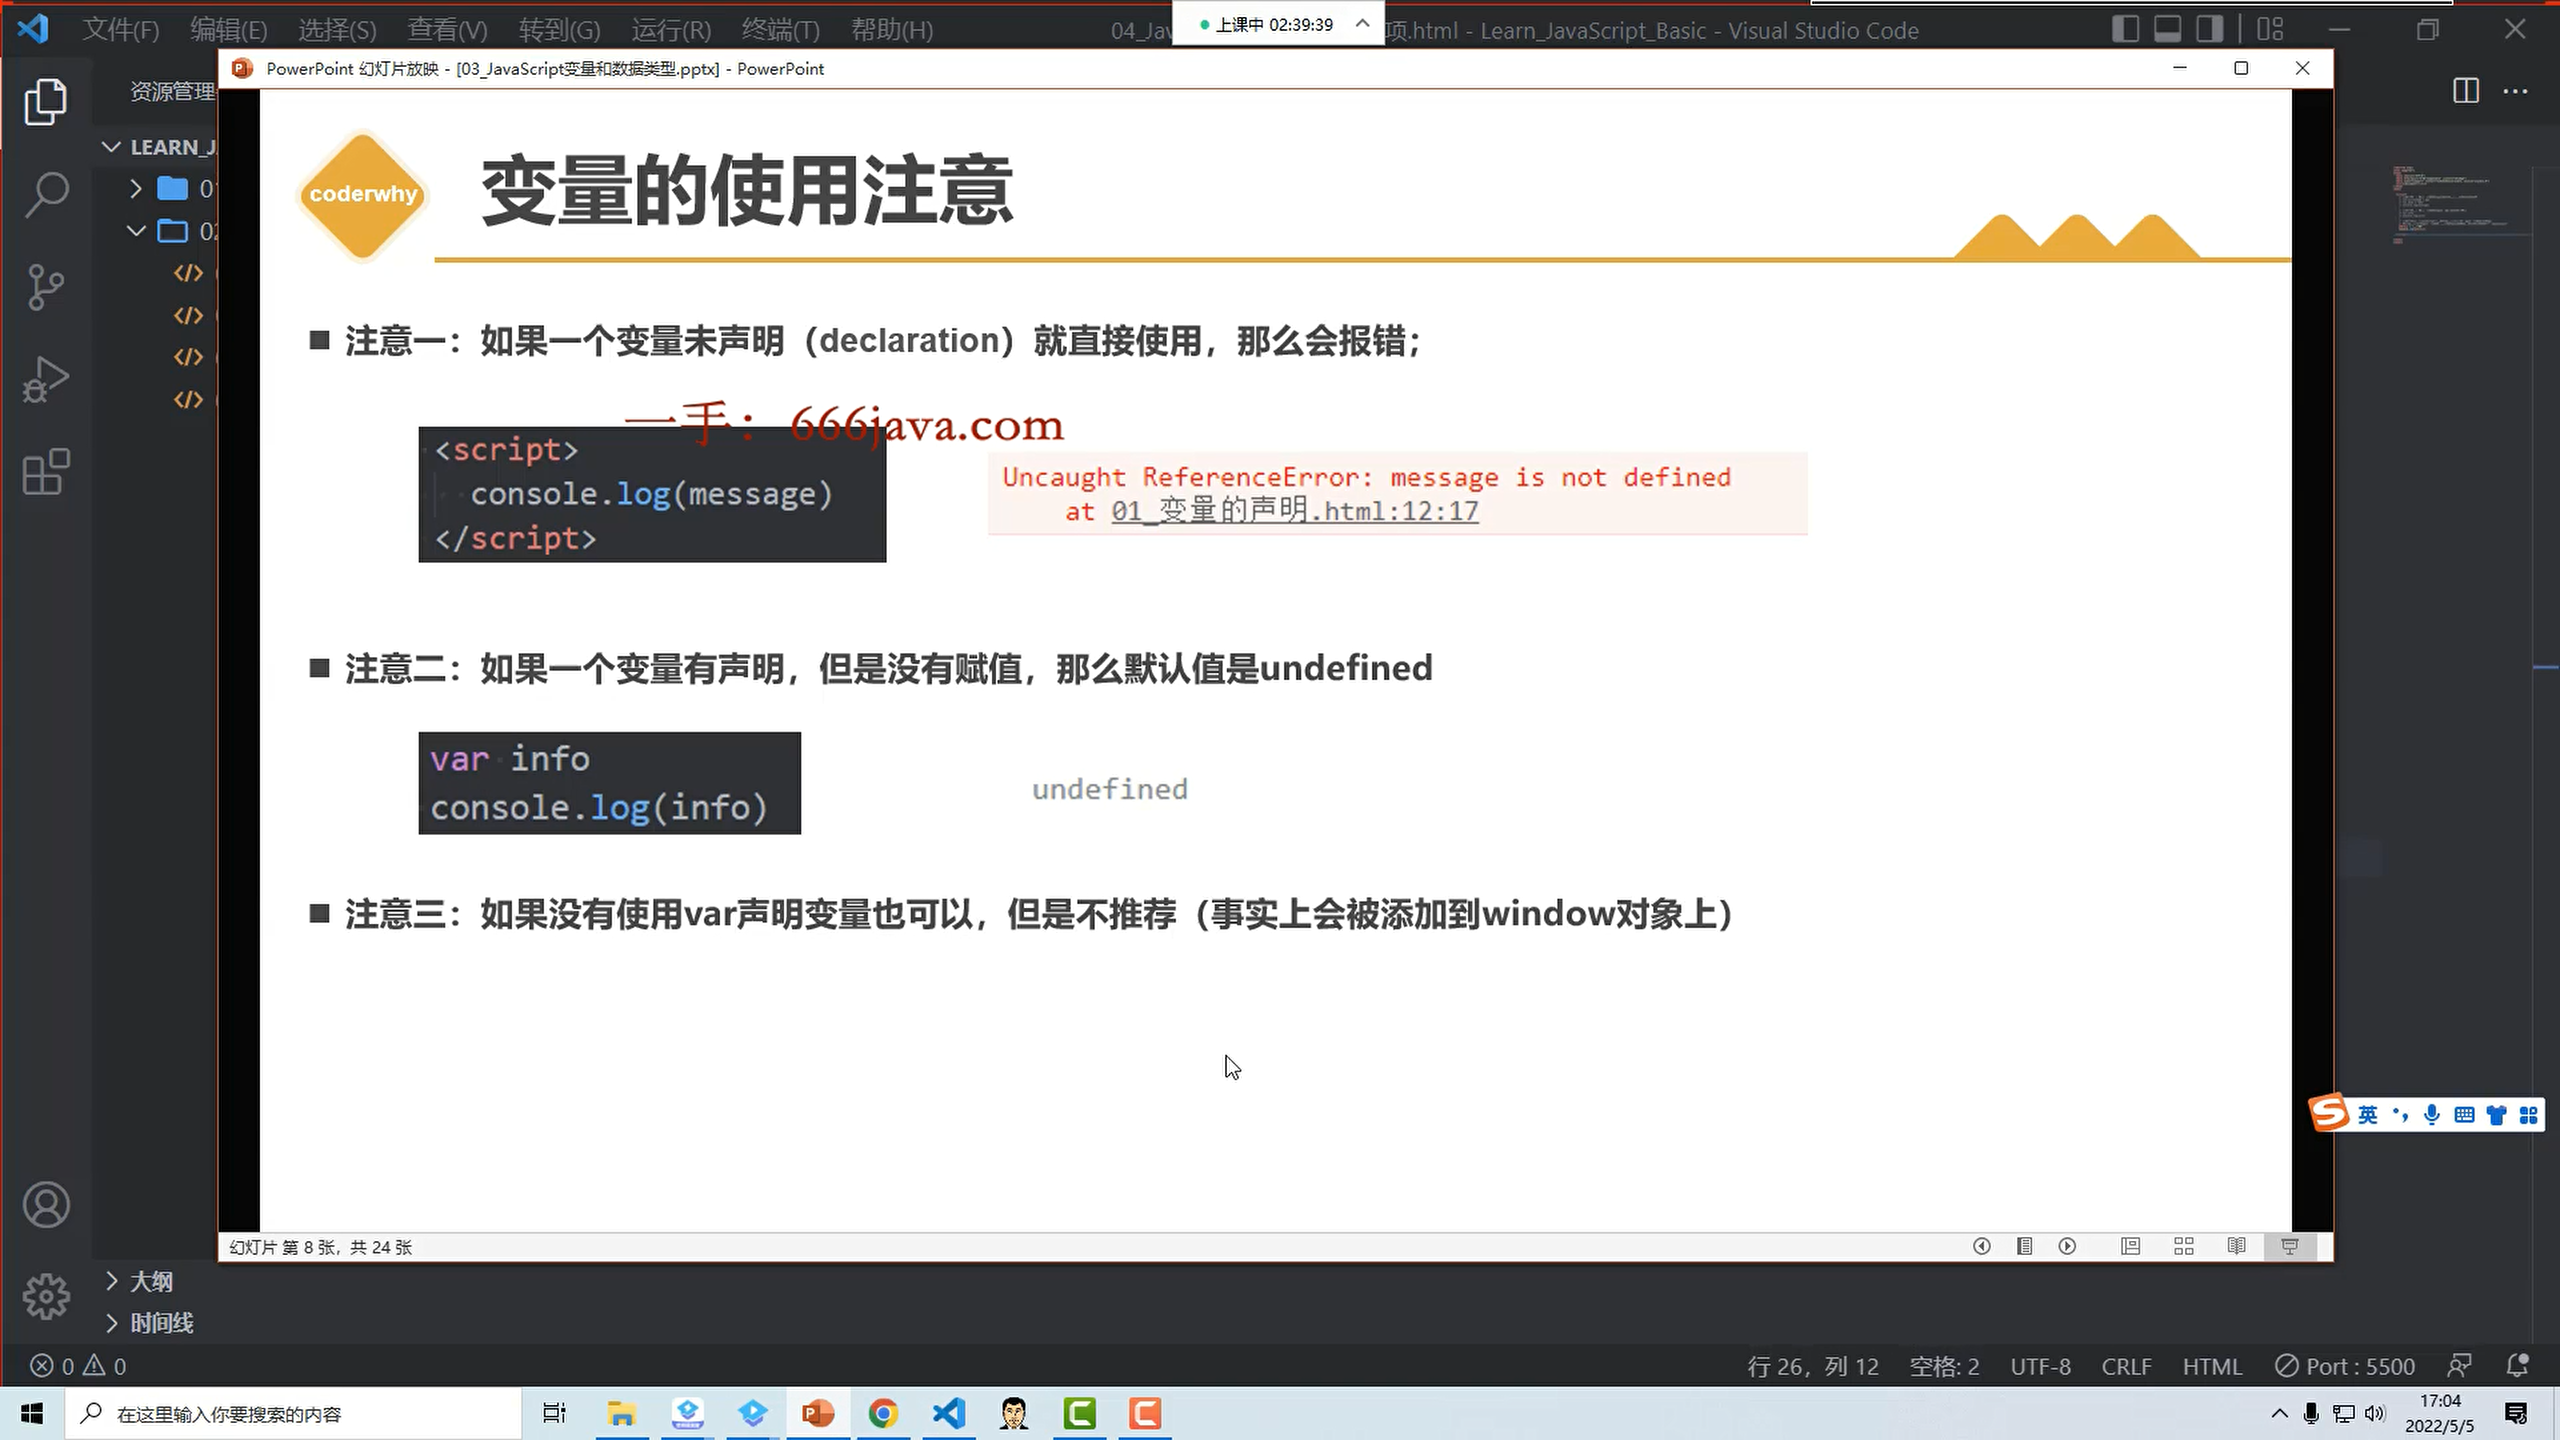 文件(F) 编辑(E) 选择(S) 查看(V) 转到(G) 运行(R) 终端(T) 帮助(H)
上课中 02:39:39
04_Jav
项.html - Learn_JavaScript_Basic - Visual Studio Code
资源管理
LEARN_J
PowerPoint 幻灯片放映 - [03_JavaScript变量和数据类型.pptx] - PowerPoint
coderwhy
变量的使用注意
注意一：如果一个变量未声明（declaration）就直接使用，那么会报错；
一手：666java.com
<script>
console.log(message)
</script>
Uncaught ReferenceError: message is not defined
at 01_变量的声明.html:12:17
注意二：如果一个变量有声明，但是没有赋值，那么默认值是undefined
var info
console.log(info)
undefined
注意三：如果没有使用var声明变量也可以，但是不推荐（事实上会被添加到window对象上）
英
幻灯片 第 8 张，共 24 张
大纲
时间线
0 0
行 26，列 12 空格: 2 UTF-8 CRLF HTML Port : 5500
在这里输入你要搜索的内容
17:04
2022/5/5